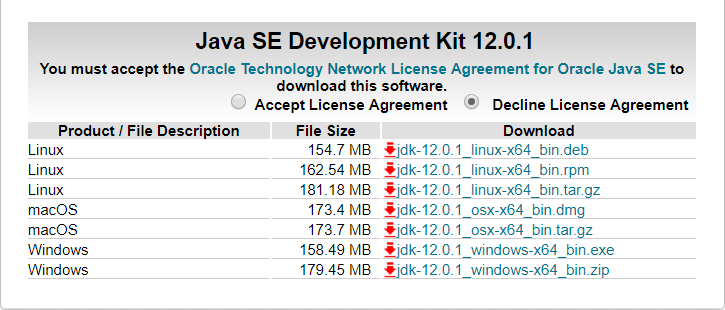 Java SE Development Kit 12.0.1
You must accept the Oracle Technology Network License Agreement for Oracle Java SE to
download this software.
Accept License Agreement Decline License Agreement
Product / File Description File Size Download
Linux 154.7 MB jdk-12.0.1_linux-x64_bin.deb
Linux 162.54 MB jdk-12.0.1_linux-x64_bin.rpm
Linux 181.18 MB jdk-12.0.1_linux-x64_bin.tar.gz
macOS 173.4 MB jdk-12.0.1_osx-x64_bin.dmg
macOS 173.7 MB jdk-12.0.1_osx-x64_bin.tar.gz
Windows 158.49 MB jdk-12.0.1_windows-x64_bin.exe
Windows 179.45 MB jdk-12.0.1_windows-x64_bin.zip